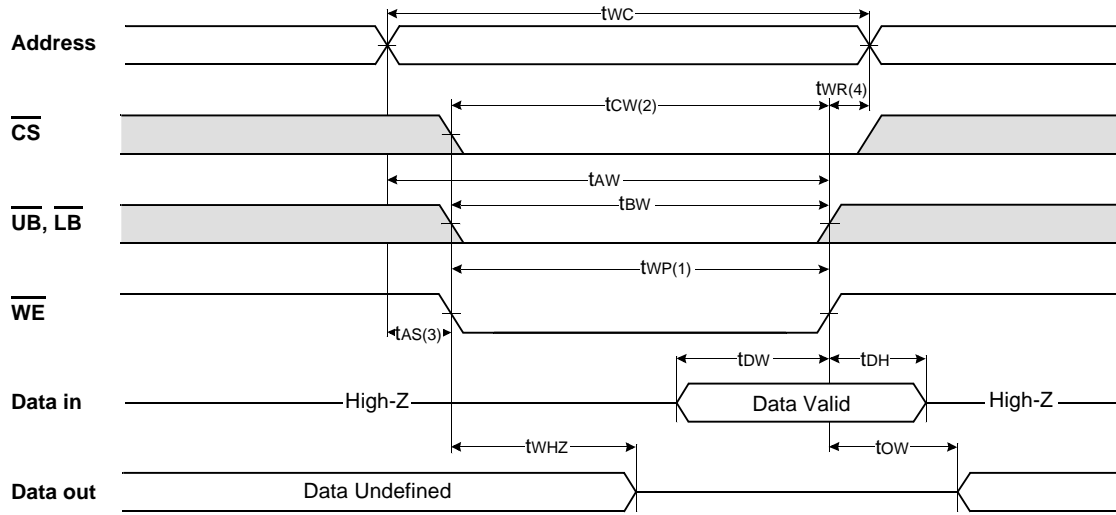 tWC
Address
tCW(2)
tWR(4)
CS
tAW
UB, LB
tBW
tWP(1)
WE
tAS(3)
tDW
tDH
Data in
High-Z
Data Valid
High-Z
tWHZ
tOW
Data out
Data Undefined